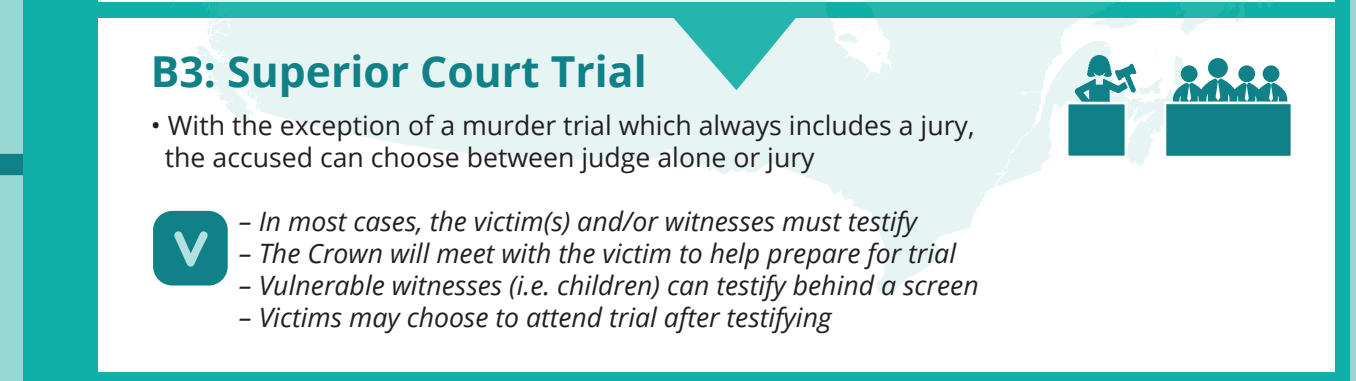 B3: Superior Court Trial
• With the exception of a murder trial which always includes a jury,
the accused can choose between judge alone or jury
V
– In most cases, the victim(s) and/or witnesses must testify
– The Crown will meet with the victim to help prepare for trial
– Vulnerable witnesses (i.e. children) can testify behind a screen
– Victims may choose to attend trial after testifying